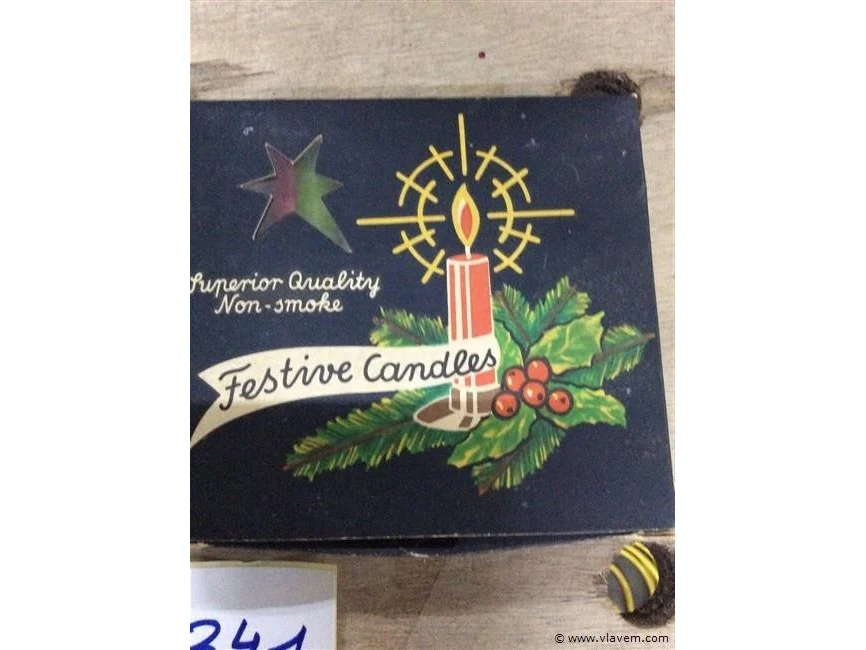 Superior Quality
Non-smoke
Festive Candles
341
© www.vlavem.com